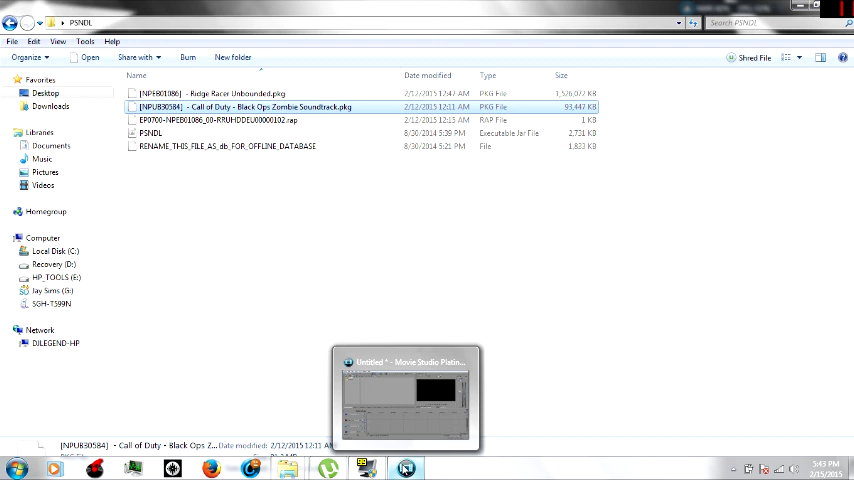 PSNDL
Search PSNDL
File Edit View Tools Help
Organize Open Share with Burn New folder Shred File
Name Date modified Type Size
Favorites
Desktop
Downloads
Libraries
Documents
Music
Pictures
Videos
Homegroup
Computer
Local Disk (C:)
Recovery (D:)
HP_TOOLS (E:)
Jay Sims (G:)
SGH-T599N
Network
DJLEGEND-HP
[NPEB01086] - Ridge Racer Unbounded.pkg 2/12/2015 12:47 AM PKG File 1,526,072 KB
[NPUB30584] - Call of Duty - Black Ops Zombie Soundtrack.pkg 2/12/2015 12:11 AM PKG File 93,447 KB
EP0700-NPEB01086_00-RRUHDDEU00000102.rap 2/12/2015 12:15 AM RAP File 1 KB
PSNDL 8/30/2014 5:39 PM Executable Jar File 2,731 KB
RENAME_THIS_FILE_AS_db_FOR_OFFLINE_DATABASE 8/30/2014 5:21 PM File 1,833 KB
Untitled * - Movie Studio Platin...
[NPUB30584] - Call of Duty - Black Ops Z... Date modified: 2/12/2015 12:11 AM
5:43 PM
2/15/2015